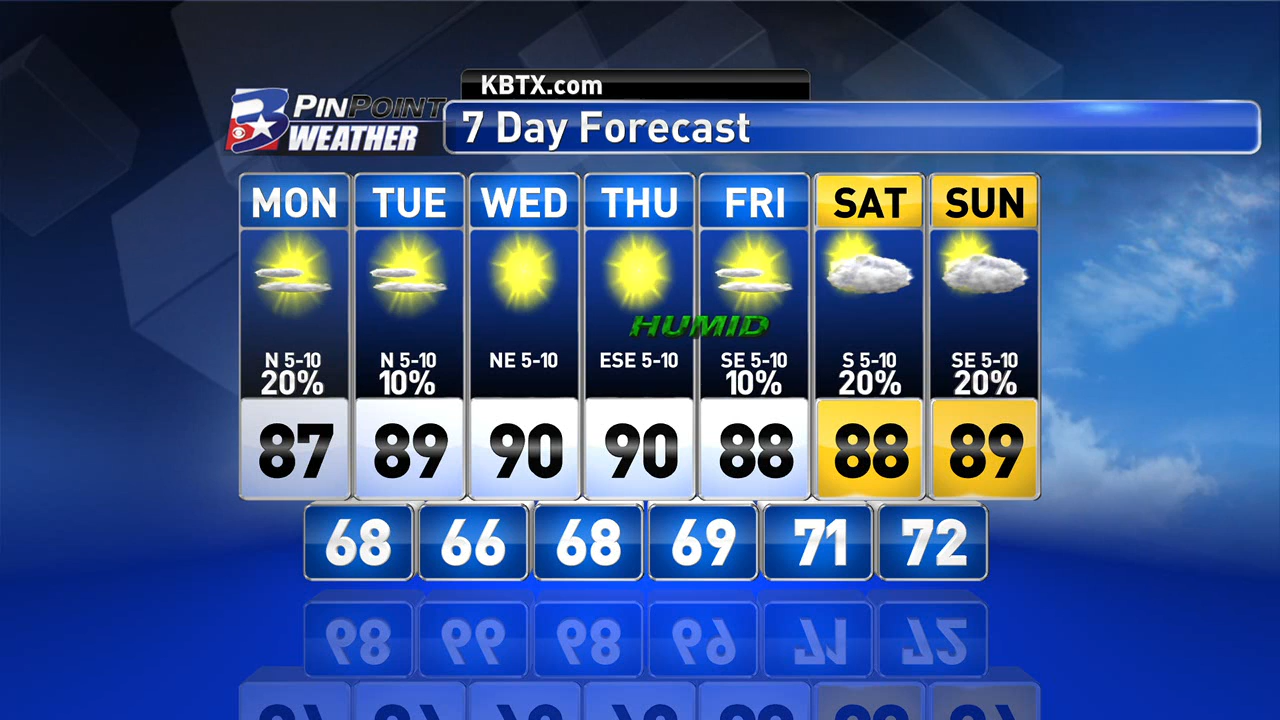 KBTX.com
3 PINPOINT
WEATHER
7 Day Forecast
MON TUE WED THU FRI SAT SUN
HUMID
N 5-10 N 5-10 NE 5-10 ESE 5-10 SE 5-10 S 5-10 SE 5-10
20% 10% 10% 20% 20%
87 89 90 90 88 88 89
68 66 68 69 71 72